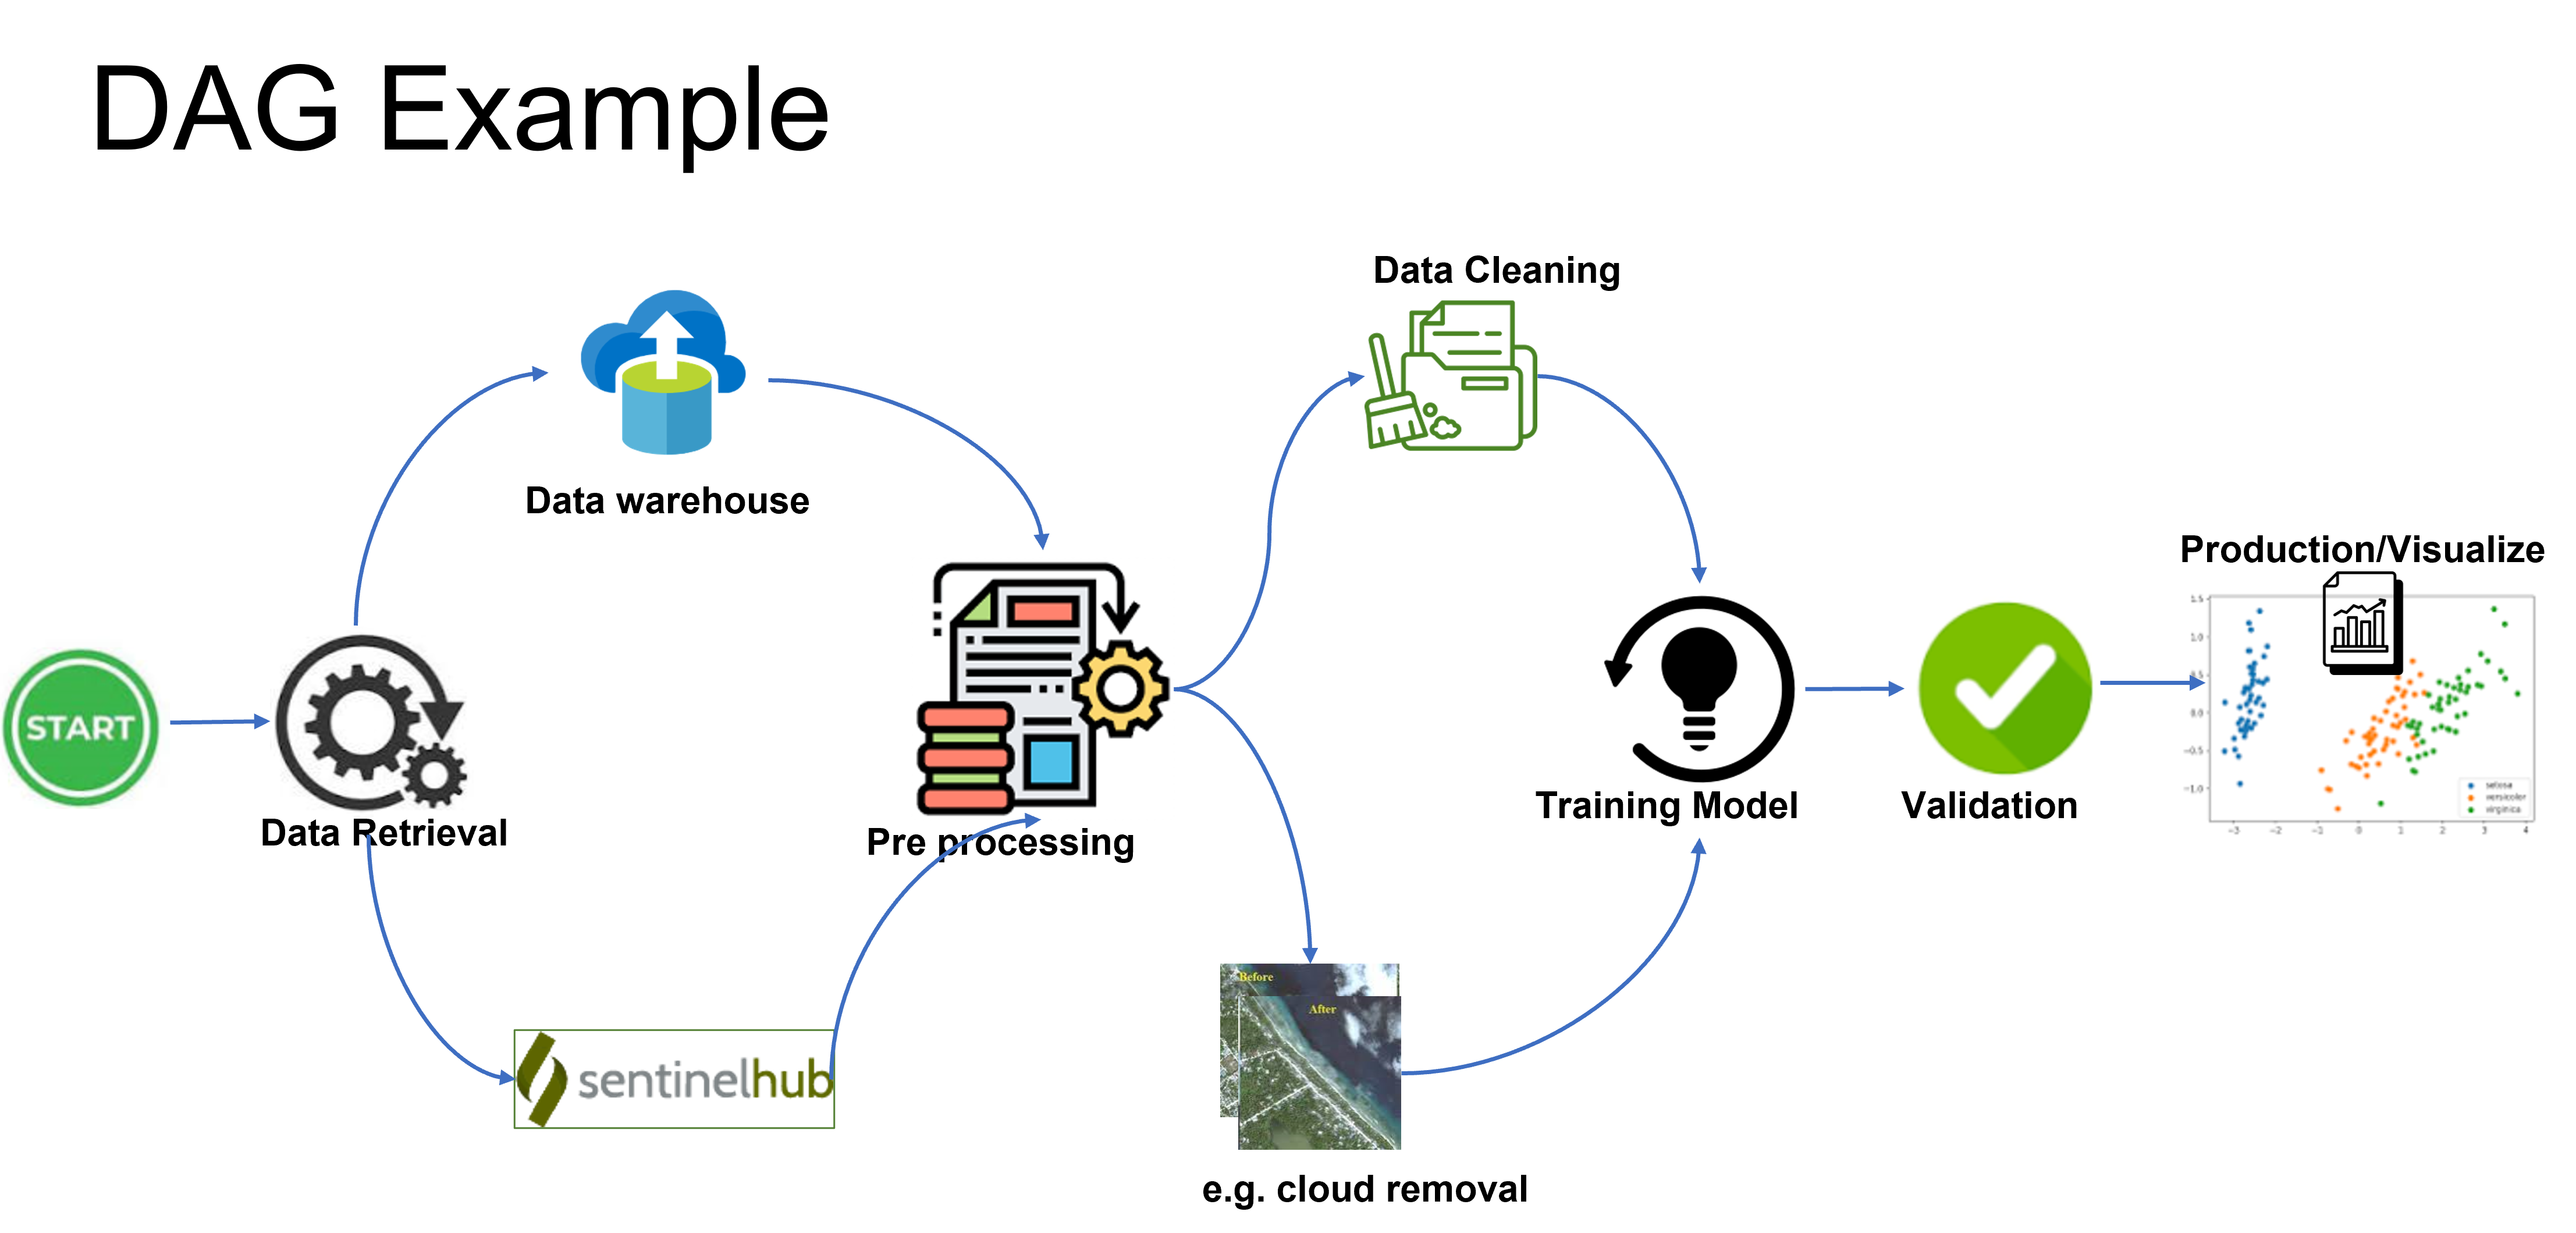 DAG Example
Data Cleaning
Data warehouse
Production/Visualize
START
Data Retrieval
Pre processing
Training Model
Validation
1.5
1.0
0.0
-0.5
-1.0
-3
-2
-1
0
1
2
3
4
setosa
versicolor
virginica
sentinelhub
Before
After
e.g. cloud removal